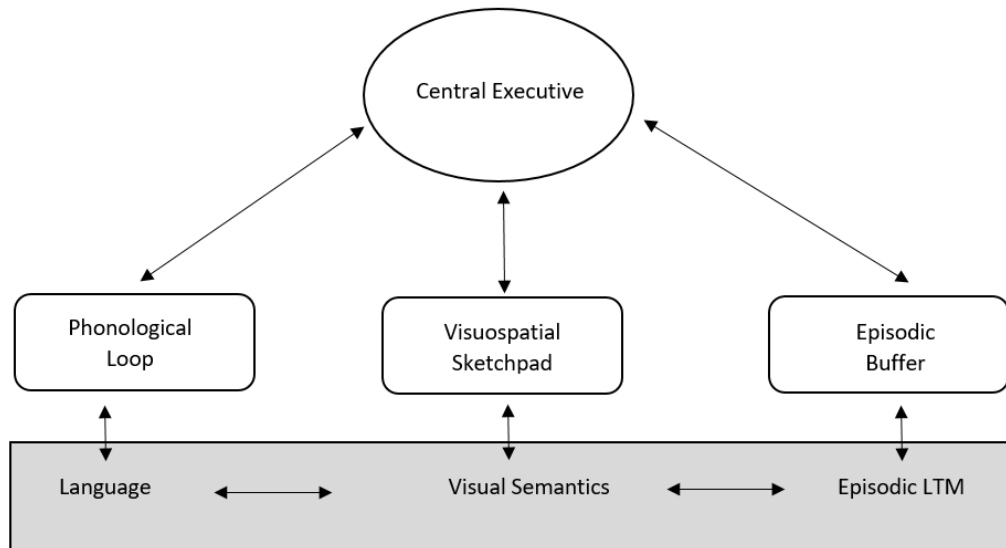 Central Executive
Phonological
Loop
Visuospatial
Sketchpad
Episodic
Buffer
Language
Visual Semantics
Episodic LTM